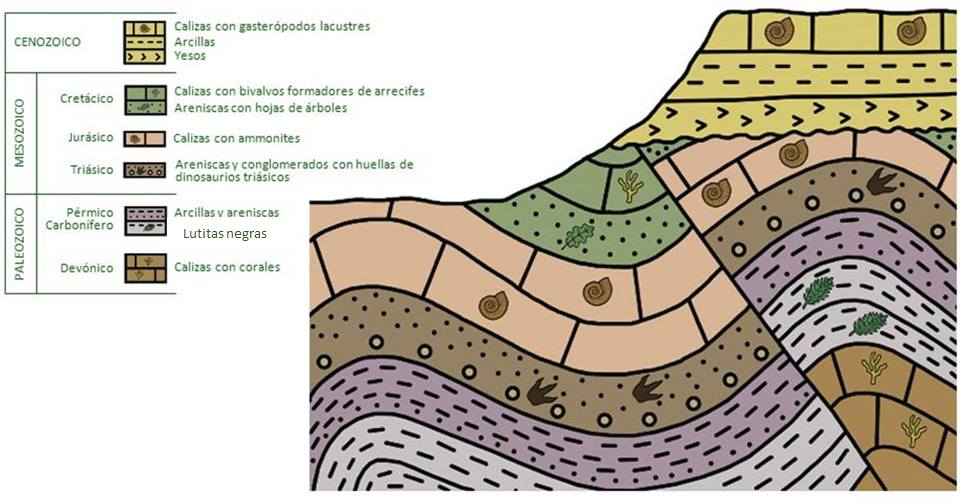 CENOZOICO
Calizas con gasterópodos lacustres
Arcillas
Yesos
MESOZOICO
Cretácico
Calizas con bivalvos formadores de arrecifes
Areniscas con hojas de árboles
Jurásico
Calizas con ammonites
Triásico
Areniscas y conglomerados con huellas de
dinosaurios triásicos
PALEOZOICO
Pérmico
Arcillas y areniscas
Carbonífero
Lutitas negras
Devónico
Calizas con corales